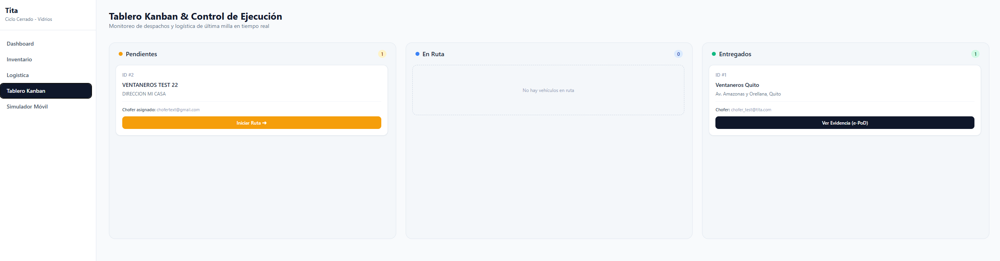 Tita
Ciclo Cerrado - Vidrios
Dashboard
Inventario
Logistica
Tablero Kanban
Simulador Móvil
Tablero Kanban & Control de Ejecución
Monitoreo de despachos y logística de última milla en tiempo real
Pendientes 1
ID #2
VENTANEROS TEST 22
DIRECCION MI CASA
Chofer asignado: chofertext@gmail.com
Iniciar Ruta ➔
En Ruta 0
No hay vehículos en ruta
Entregados 1
ID #1
Ventaneros Quito
Av. Amazonas y Orellana, Quito
Chofer: chofer_test@tita.com
Ver Evidencia (e-PoD)